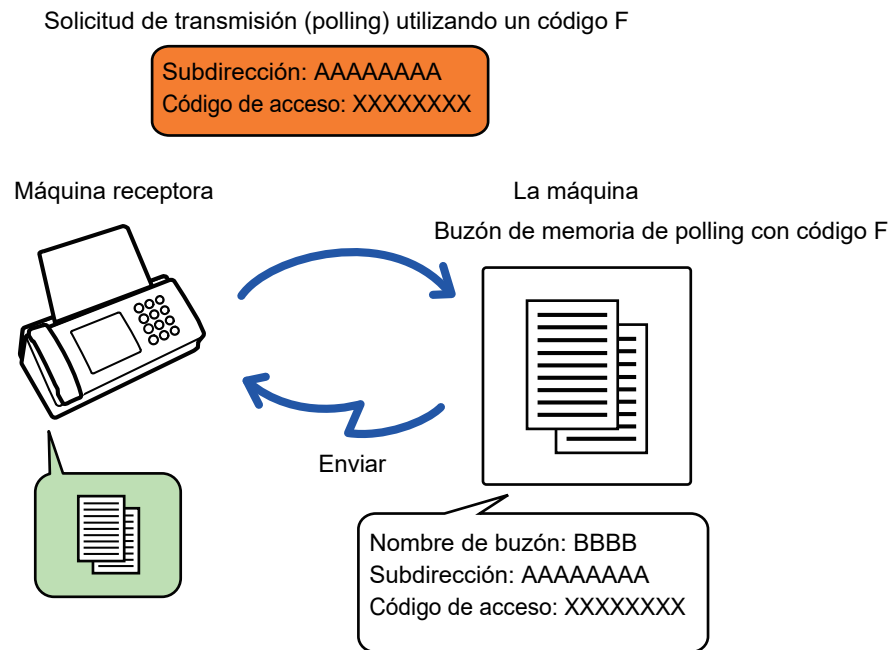 Solicitud de transmisión (polling) utilizando un código F
Subdirección: AAAAAAAA
Código de acceso: XXXXXXXX
Máquina receptora
La máquina
Buzón de memoria de polling con código F
Enviar
Nombre de buzón: BBBB
Subdirección: AAAAAAAA
Código de acceso: XXXXXXXX